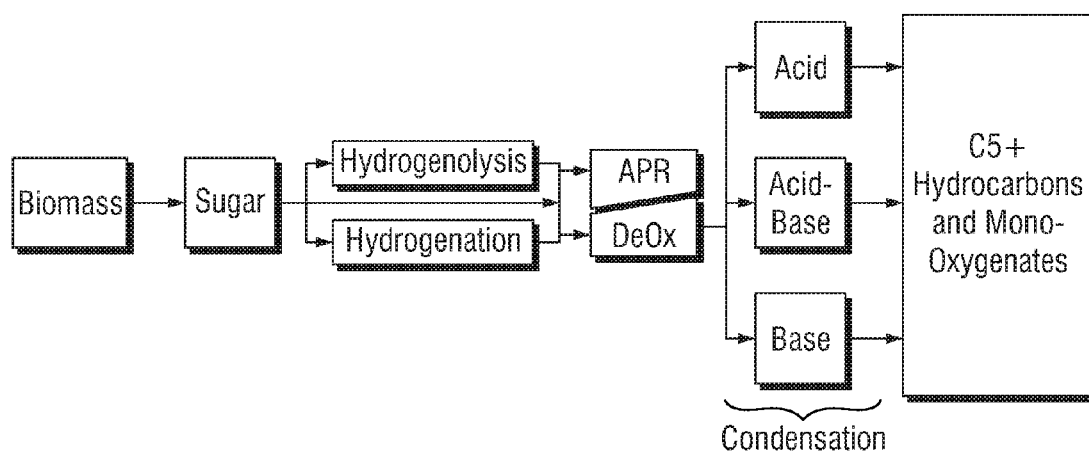 Biomass
Sugar
Hydrogenolysis
Hydrogenation
APR
DeOx
Acid
Acid-
Base
Base
Condensation
C5+
Hydrocarbons
and Mono-
Oxygenates